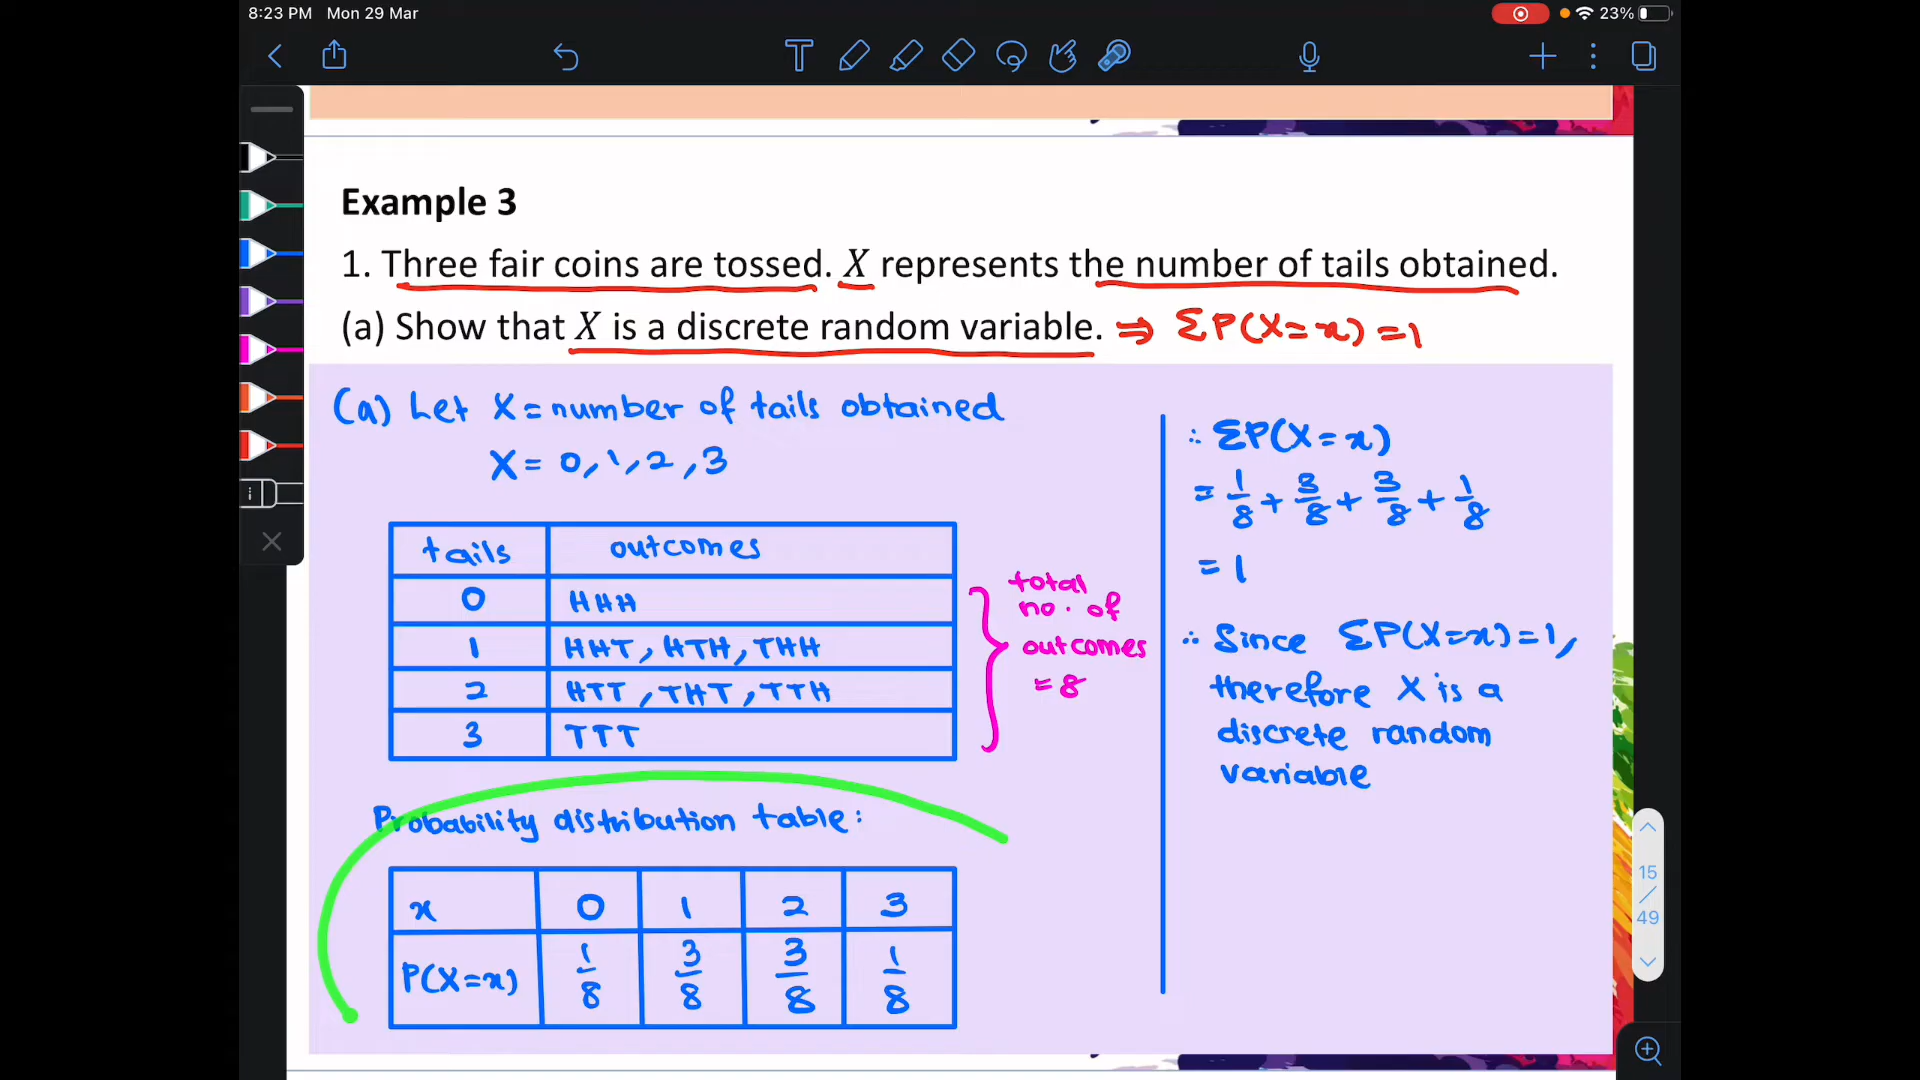 8:23 PM Mon 29 Mar
23%
Example 3
1. Three fair coins are tossed. X represents the number of tails obtained.
(a) Show that X is a discrete random variable. ⇒ ΣP(X=x) = 1
(a) Let X = number of tails obtained
X = 0, 1, 2, 3
tails outcomes
0 HHH
1 HHT, HTH, THH
2 HTT, THT, TTH
3 TTT
total
no. of
outcomes
= 8
Probability distribution table:
x 0 1 2 3
P(X=x) 1/8 3/8 3/8 1/8
∴ ΣP(X=x)
= 1/8 + 3/8 + 3/8 + 1/8
= 1
∴ Since ΣP(X=x)=1,
therefore X is a
discrete random
variable
15
/
49